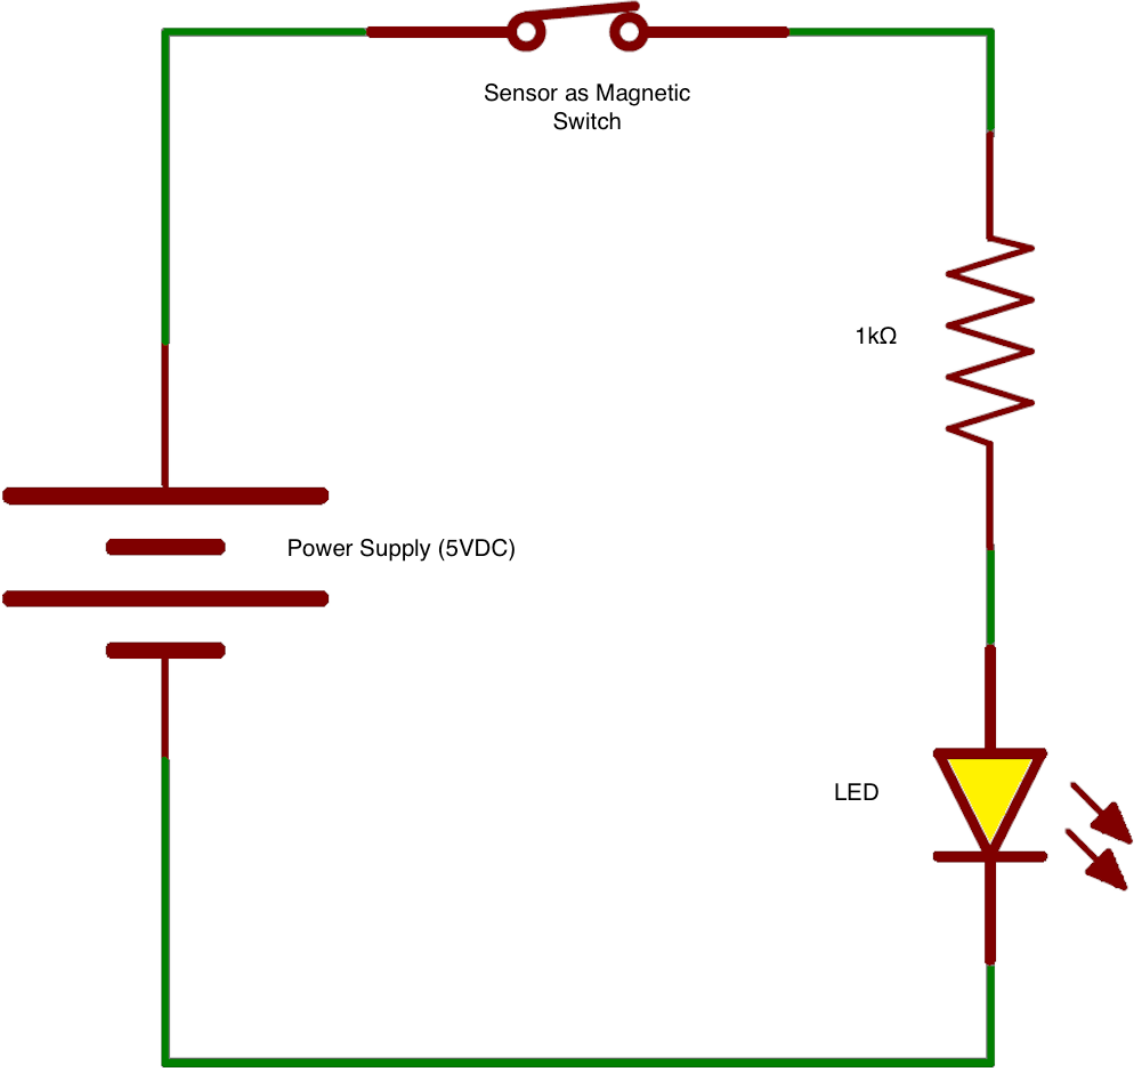 Sensor as Magnetic
Switch
1kΩ
Power Supply (5VDC)
LED